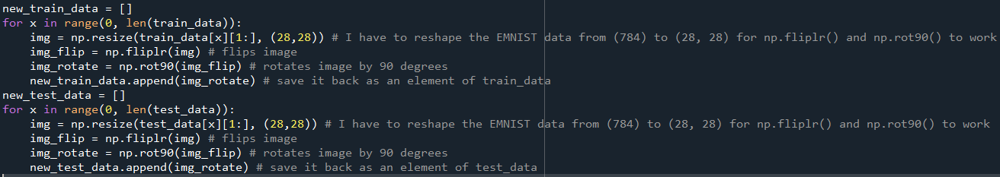 new_train_data = []
for x in range(0, len(train_data)):
    img = np.resize(train_data[x][1:], (28,28)) # I have to reshape the EMNIST data from (784) to (28, 28) for np.fliplr() and np.rot90() to work
    img_flip = np.fliplr(img) # flips image
    img_rotate = np.rot90(img_flip) # rotates image by 90 degrees
    new_train_data.append(img_rotate) # save it back as an element of train_data
new_test_data = []
for x in range(0, len(test_data)):
    img = np.resize(test_data[x][1:], (28,28)) # I have to reshape the EMNIST data from (784) to (28, 28) for np.fliplr() and np.rot90() to work
    img_flip = np.fliplr(img) # flips image
    img_rotate = np.rot90(img_flip) # rotates image by 90 degrees
    new_test_data.append(img_rotate) # save it back as an element of test_data